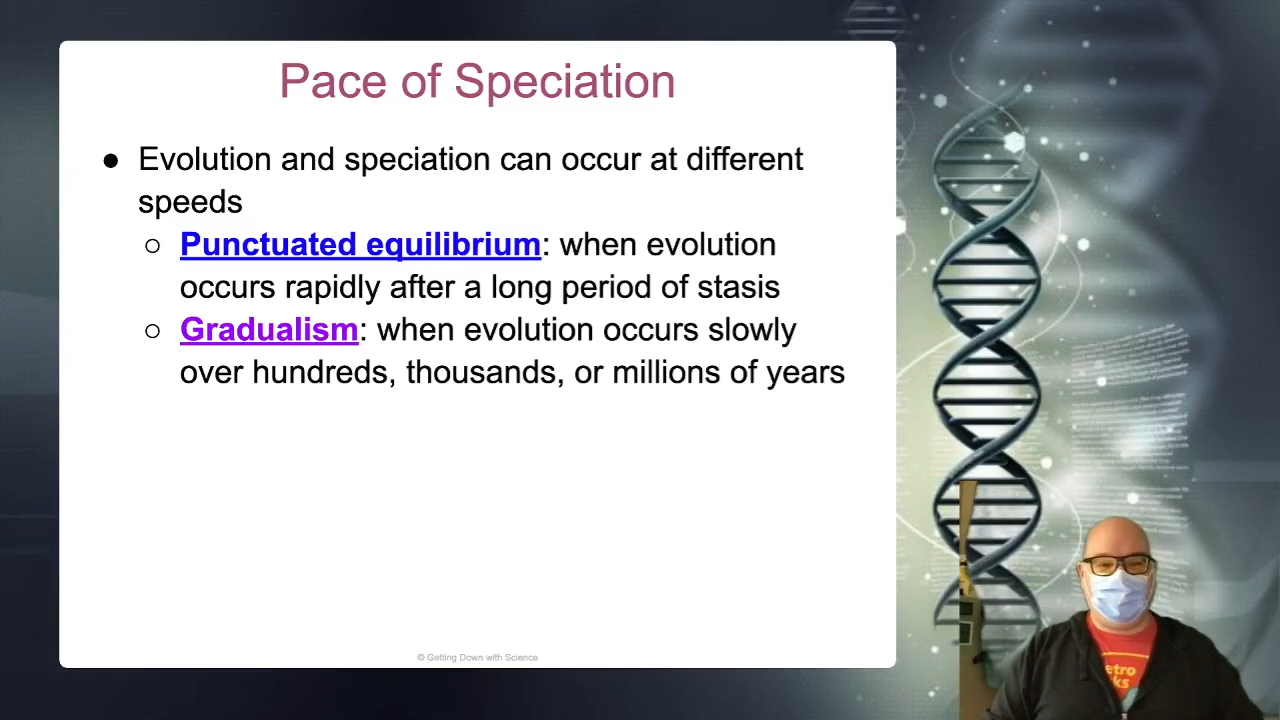 Pace of Speciation
● Evolution and speciation can occur at different
speeds
○ Punctuated equilibrium: when evolution
occurs rapidly after a long period of stasis
○ Gradualism: when evolution occurs slowly
over hundreds, thousands, or millions of years
© Getting Down with Science